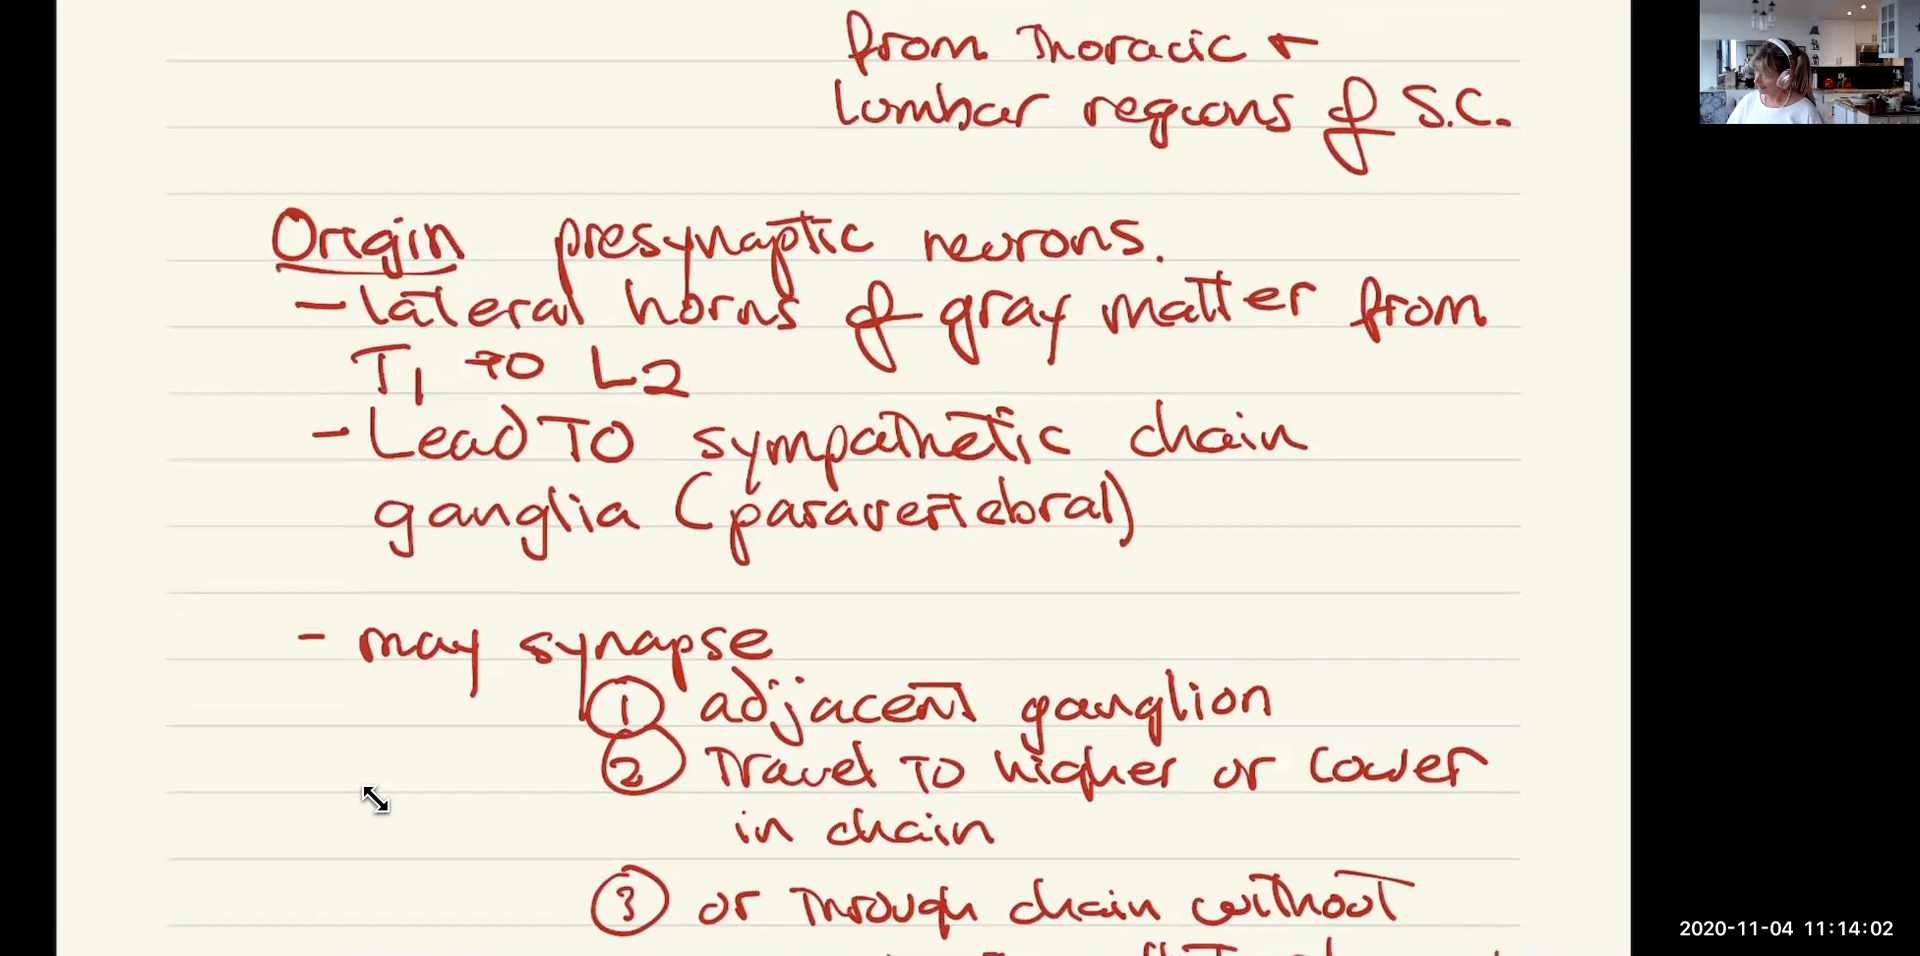 from Thoracic +
Lumbar regions of S.C.
Origin presynaptic neurons.
- lateral horns of gray matter from
T1 to L2
- Lead to sympathetic chain
ganglia (paravertebral)
- may synapse
① adjacent ganglion
② Travel to higher or lower
in chain
③ or Through chain without
2020-11-04 11:14:02